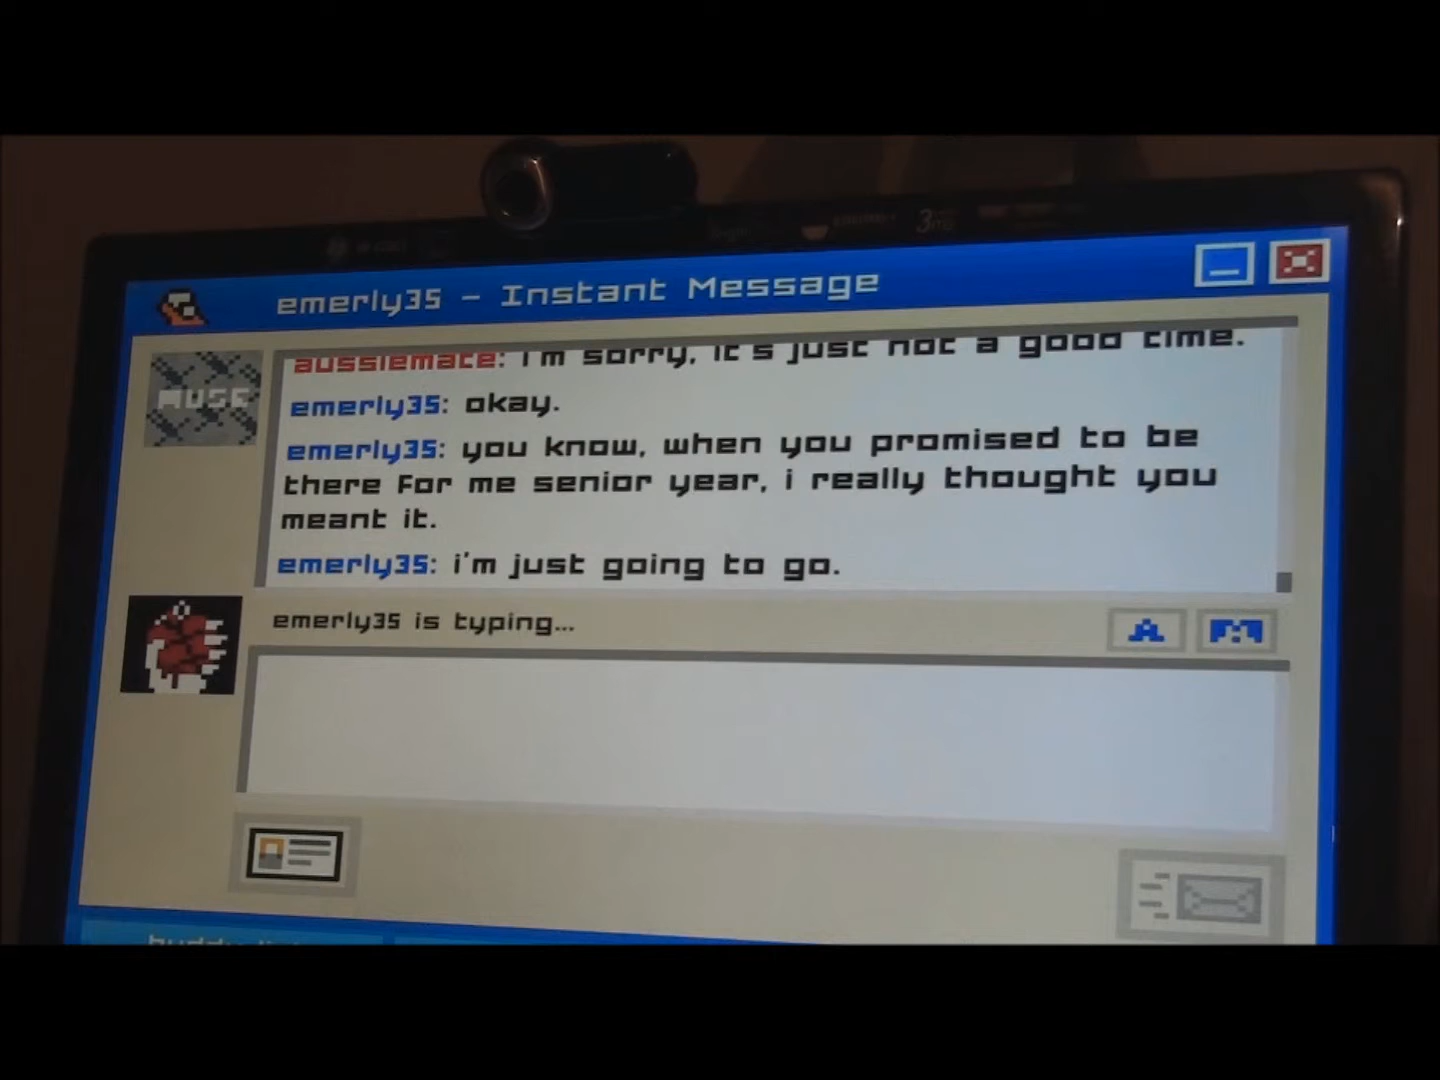 emerly35 - Instant Message
MUSE
aussiemate: i'm sorry, it's just not a good time.
emerly35: okay.
emerly35: you know, when you promised to be
there for me senior year, i really thought you
meant it.
emerly35: i'm just going to go.
emerly35 is typing...
A